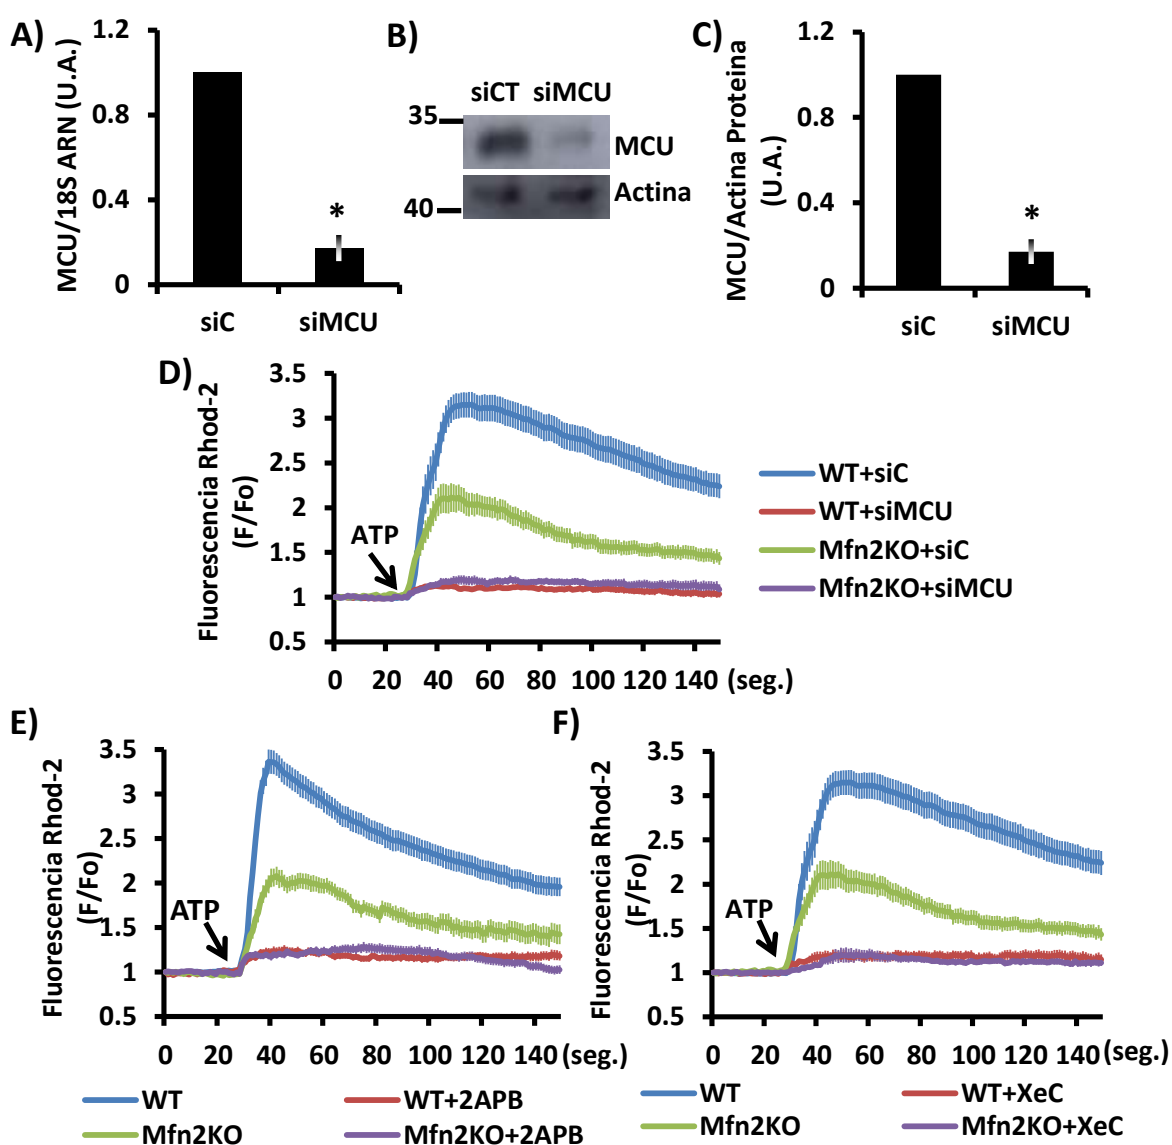 A)
MCU/18S ARN (U.A.)
1.2
0.8
0.4
0
*
siC
siMCU
B)
siCT siMCU
35
MCU
Actina
40
C)
MCU/Actina Proteina
(U.A.)
1.2
0.8
0.4
0
*
siC
siMCU
D)
Fluorescencia Rhod-2
(F/Fo)
3.5
3
2.5
2
1.5
1
0.5
ATP
0 20 40 60 80 100 120 140 (seg.)
WT+siC
WT+siMCU
Mfn2KO+siC
Mfn2KO+siMCU
E)
Fluorescencia Rhod-2
(F/Fo)
3.5
3
2.5
2
1.5
1
0.5
ATP
0 20 40 60 80 100 120 140 (seg.)
WT
WT+2APB
Mfn2KO
Mfn2KO+2APB
F)
Fluorescencia Rhod-2
(F/Fo)
3.5
3
2.5
2
1.5
1
0.5
ATP
0 20 40 60 80 100 120 140 (seg.)
WT
WT+XeC
Mfn2KO
Mfn2KO+XeC